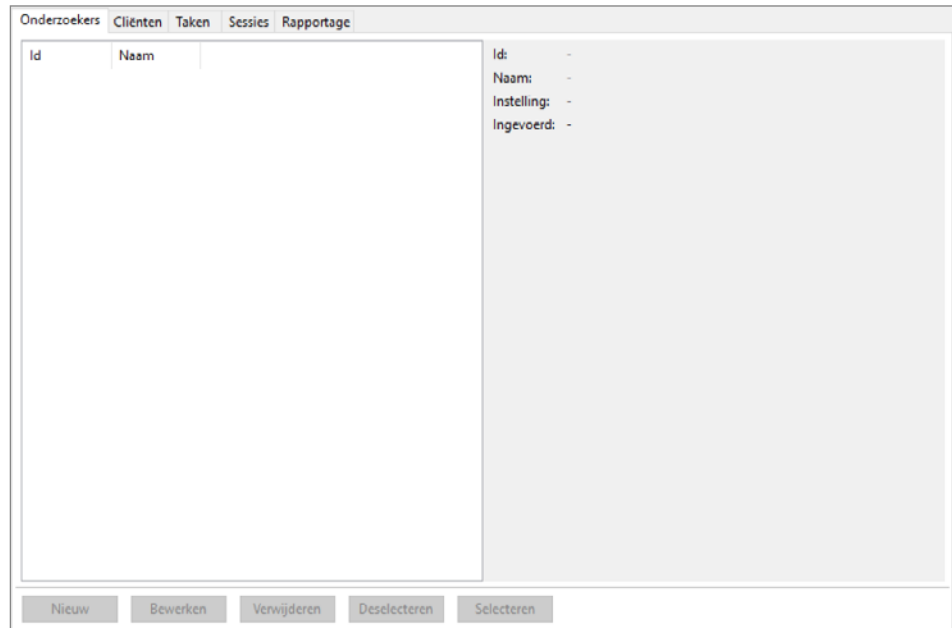 Onderzoekers Cliënten Taken Sessies Rapportage
Id Naam
Id: -
Naam: -
Instelling: -
Ingevoerd: -
Nieuw Bewerken Verwijderen Deselecteren Selecteren